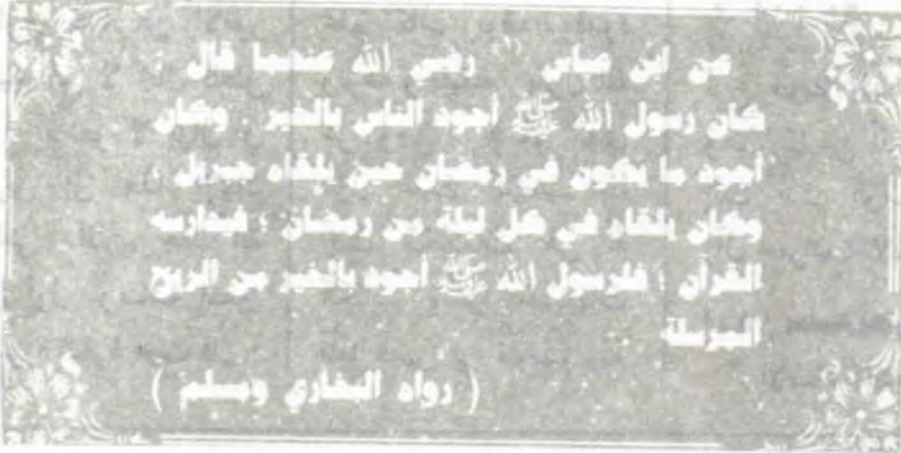 عن ابن عباس (١) رضي الله عنهما قال :
كان رسول الله ﷺ أجود الناس بالخير . وكان
أجود ما يكون في رمضان حين يلقاه جبريل ،
وكان يلقاه في كل ليلة من رمضان ؛ فيدارسه
القرآن ؛ فلرسول الله ﷺ أجود بالخير من الريح
المرسلة
( رواه البخاري ومسلم )